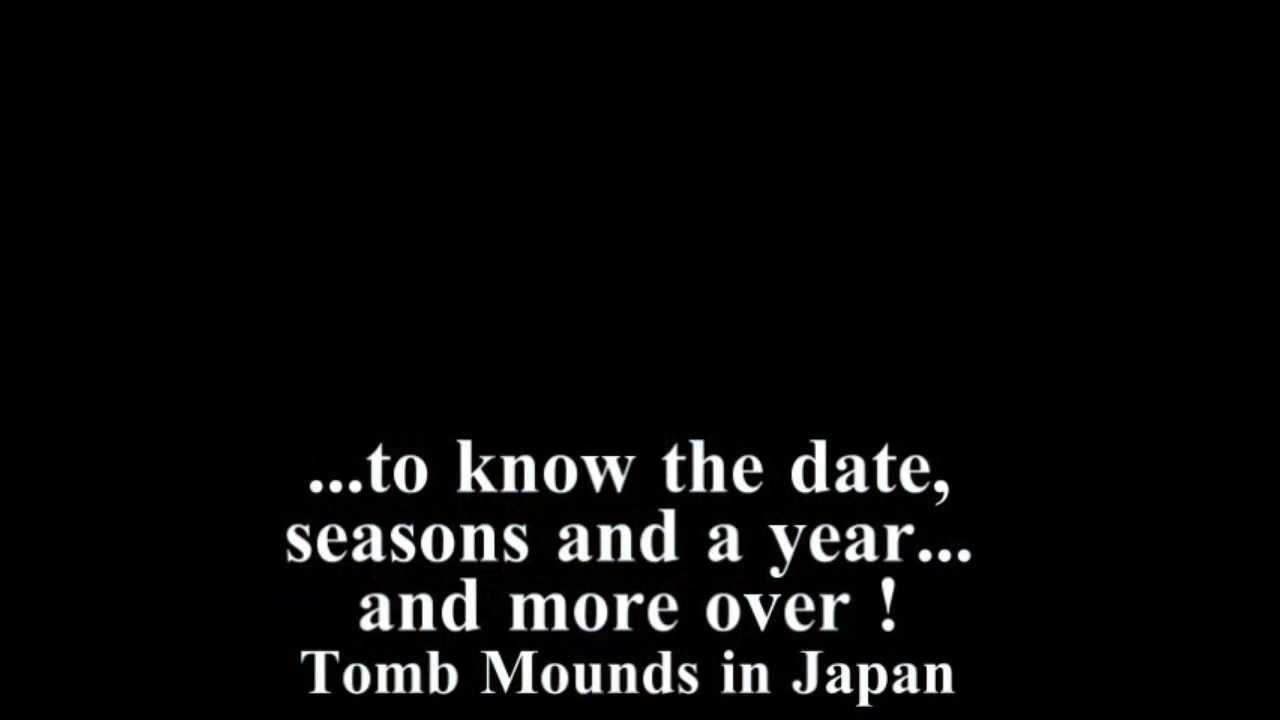 ...to know the date,
seasons and a year...
and more over !
Tomb Mounds in Japan